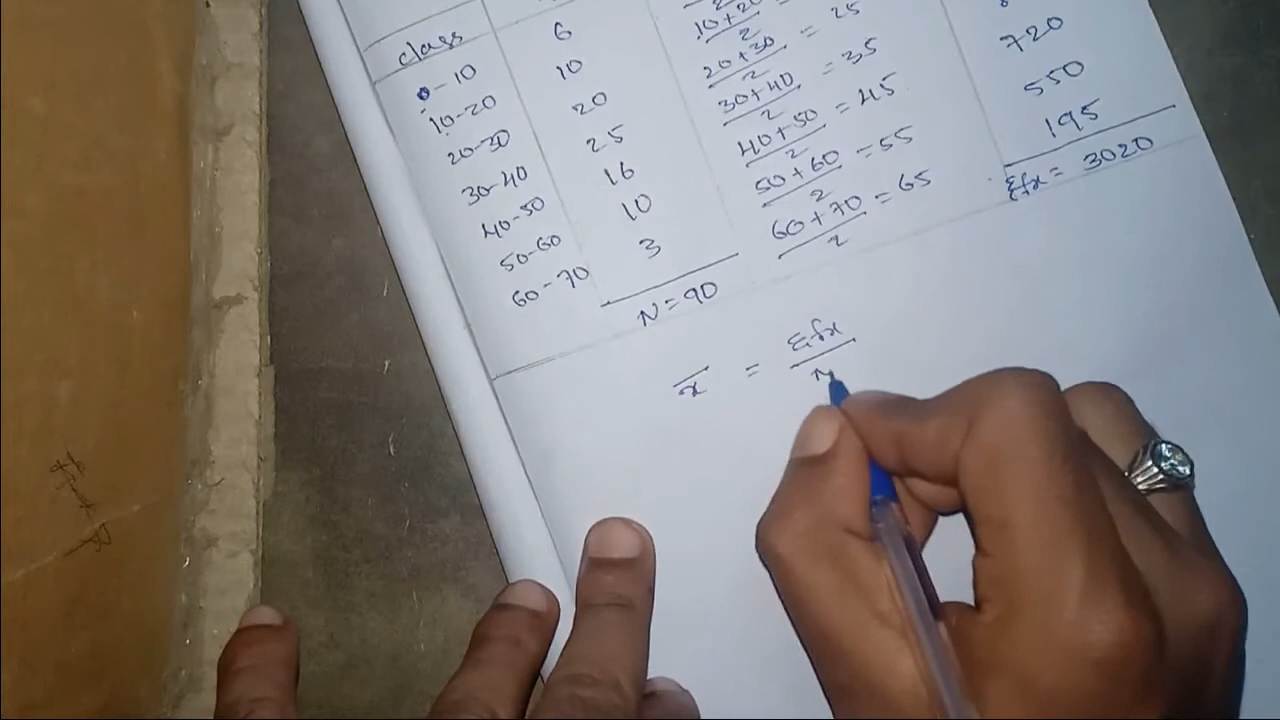 class 6
0-10 10 10+20/2 = 25
10-20 20 20+30/2 = 35 720
20-30 25 30+40/2 = 45 550
30-40 16 40+50/2 = 55 195
40-50 10 50+60/2 = 65 Σfx = 3020
50-60 3 60+70/2
60-70 N = 90
x̄ = Σfx/N